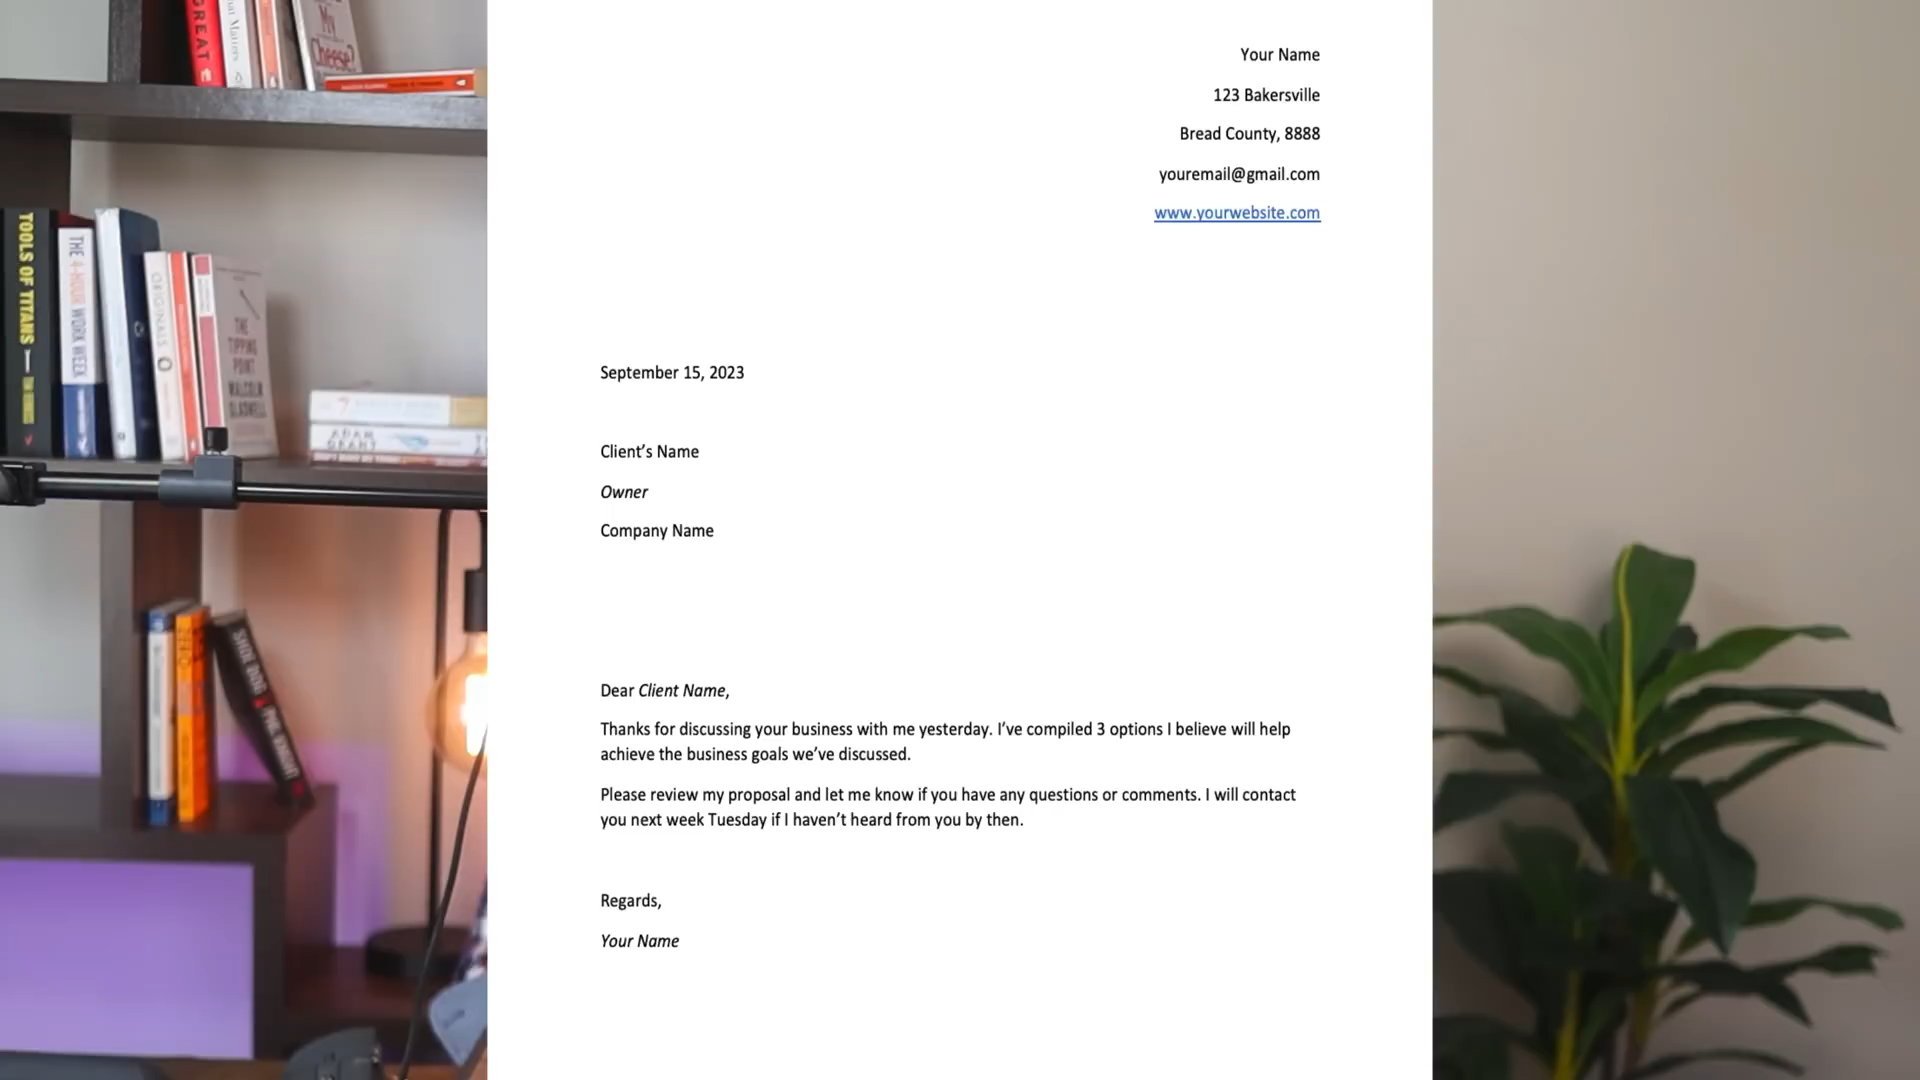 GREAT
What Matters
My
Cheese?
TOOLS OF TITANS
THE 4-HOUR WORK WEEK
ORIGINALS
THE
TIPPING
POINT
MALCOLM
GLADWELL
7
ADAM
GRANT
SHOE DOG
PHIL KNIGHT
Your Name
123 Bakersville
Bread County, 8888
youremail@gmail.com
www.yourwebsite.com
September 15, 2023
Client’s Name
Owner
Company Name
Dear Client Name,
Thanks for discussing your business with me yesterday. I’ve compiled 3 options I believe will help
achieve the business goals we’ve discussed.
Please review my proposal and let me know if you have any questions or comments. I will contact
you next week Tuesday if I haven’t heard from you by then.
Regards,
Your Name